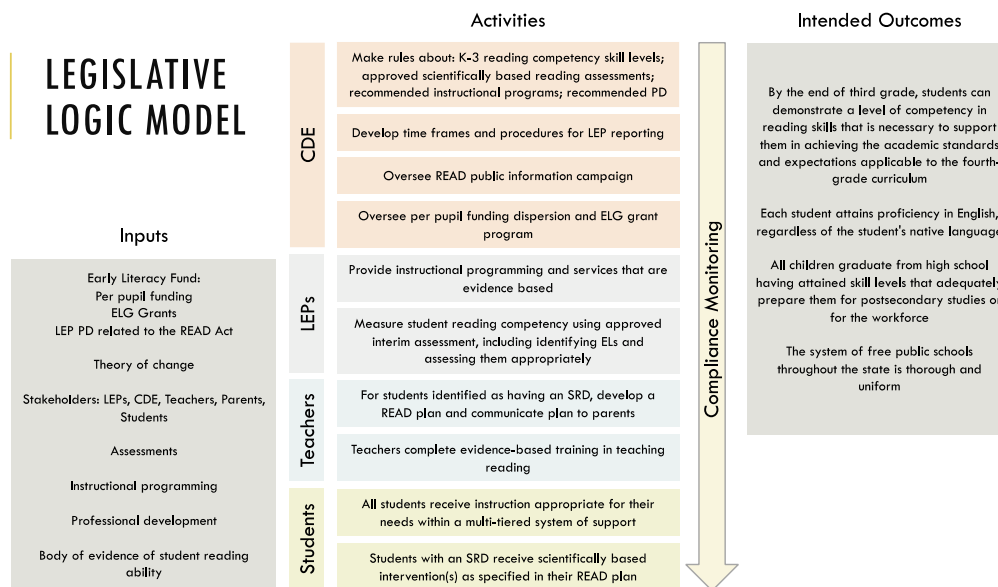 LEGISLATIVE
LOGIC MODEL
Inputs
Early Literacy Fund:
Per pupil funding
ELG Grants
LEP PD related to the READ Act
Theory of change
Stakeholders: LEPs, CDE, Teachers, Parents,
Students
Assessments
Instructional programming
Professional development
Body of evidence of student reading
ability
Activities
CDE
Make rules about: K-3 reading competency skill levels;
approved scientifically based reading assessments;
recommended instructional programs; recommended PD
Develop time frames and procedures for LEP reporting
Oversee READ public information campaign
Oversee per pupil funding dispersion and ELG grant
program
LEPs
Provide instructional programming and services that are
evidence based
Measure student reading competency using approved
interim assessment, including identifying ELs and
assessing them appropriately
Teachers
For students identified as having an SRD, develop a
READ plan and communicate plan to parents
Teachers complete evidence-based training in teaching
reading
Students
All students receive instruction appropriate for their
needs within a multi-tiered system of support
Students with an SRD receive scientifically based
intervention(s) as specified in their READ plan
Compliance Monitoring
Intended Outcomes
By the end of third grade, students can
demonstrate a level of competency in
reading skills that is necessary to support
them in achieving the academic standards
and expectations applicable to the fourth-
grade curriculum
Each student attains proficiency in English,
regardless of the student's native language
All children graduate from high school
having attained skill levels that adequately
prepare them for postsecondary studies or
for the workforce
The system of free public schools
throughout the state is thorough and
uniform